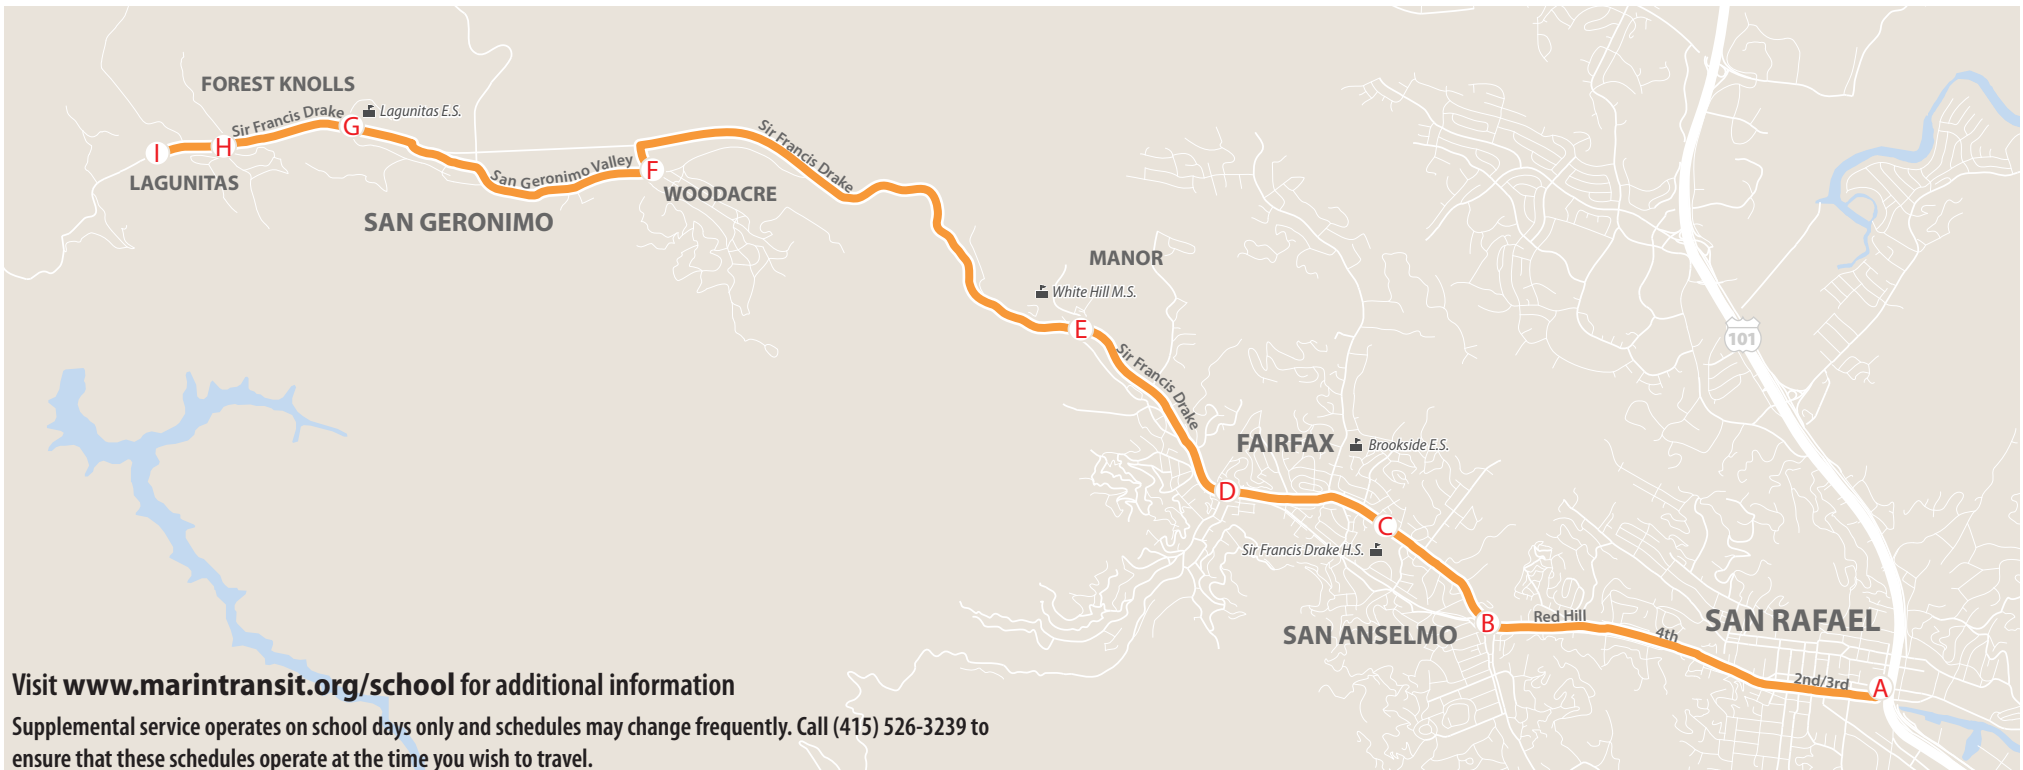 FOREST KNOLLS
Sir Francis Drake
G
Lagunitas E.S.
I
H
LAGUNITAS
San Geronimo Valley
F
WOODACRE
SAN GERONIMO
Sir Francis Drake
MANOR
White Hill M.S.
E
Sir Francis Drake
101
FAIRFAX
Brookside E.S.
D
C
Sir Francis Drake H.S.
B
SAN ANSELMO
Red Hill
4th
SAN RAFAEL
2nd/3rd
A
Visit www.marintransit.org/school for additional information
Supplemental service operates on school days only and schedules may change frequently. Call (415) 526-3239 to
ensure that these schedules operate at the time you wish to travel.